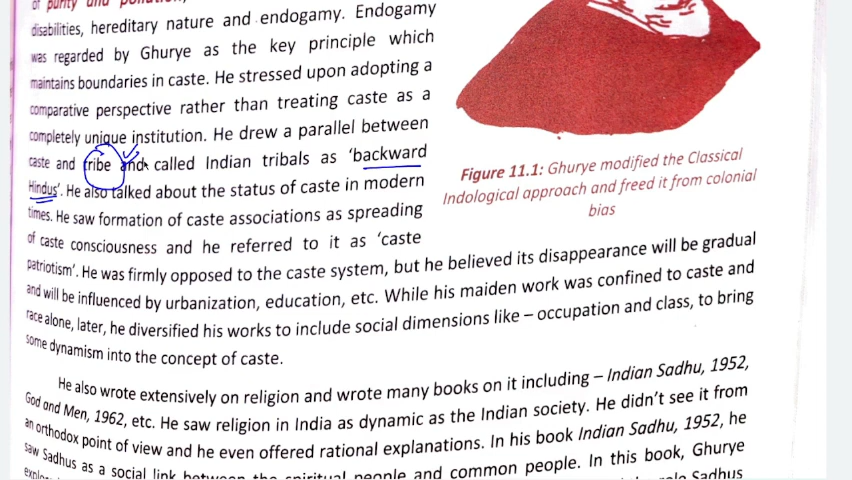 of purity and pollution,
disabilities, hereditary nature and endogamy. Endogamy
was regarded by Ghurye as the key principle which
maintains boundaries in caste. He stressed upon adopting a
comparative perspective rather than treating caste as a
completely unique institution. He drew a parallel between
caste and tribe and called Indian tribals as ‘backward
Hindus’. He also talked about the status of caste in modern
times. He saw formation of caste associations as spreading
of caste consciousness and he referred to it as ‘caste
patriotism’. He was firmly opposed to the caste system, but he believed its disappearance will be gradual
and will be influenced by urbanization, education, etc. While his maiden work was confined to caste and
race alone, later, he diversified his works to include social dimensions like – occupation and class, to bring
some dynamism into the concept of caste.
Figure 11.1: Ghurye modified the Classical
Indological approach and freed it from colonial
bias
He also wrote extensively on religion and wrote many books on it including – Indian Sadhu, 1952,
God and Men, 1962, etc. He saw religion in India as dynamic as the Indian society. He didn’t see it from
an orthodox point of view and he even offered rational explanations. In his book Indian Sadhu, 1952, he
saw Sadhus as a social link between the spiritual people and common people. In this book, Ghurye
Sadhus